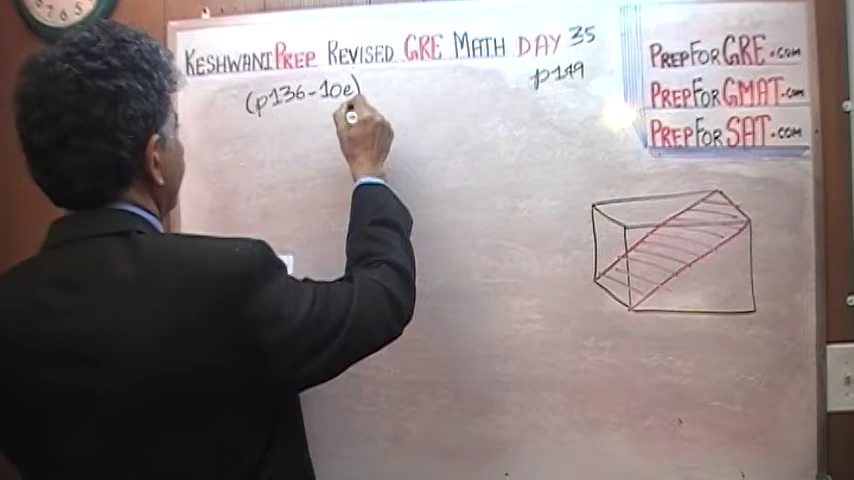 KESHWANIPREP REVISED GRE MATH DAY 35
p149
(p136-10e)
PREPFORGRE.COM
PREPFORGMAT.COM
PREPFORSAT.COM